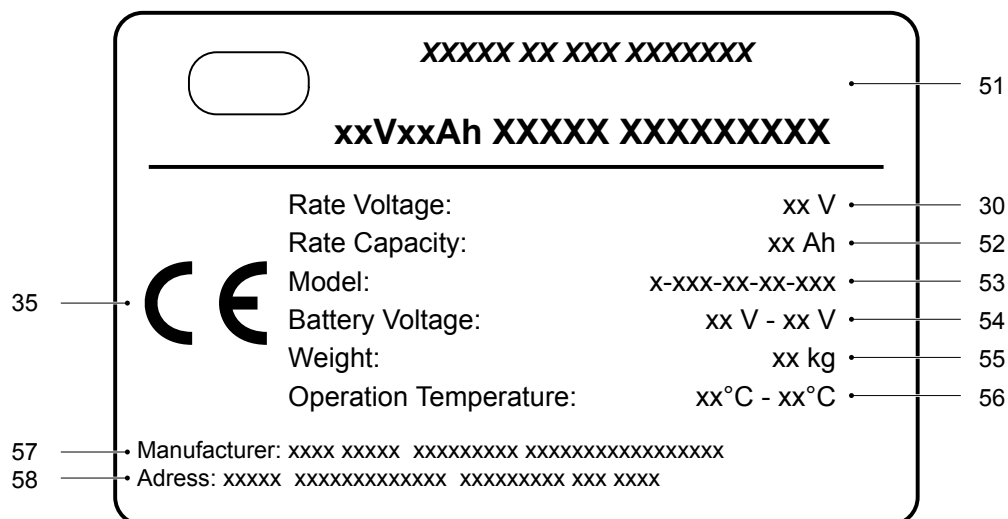 XXXXX XX XXX XXXXXXX
51
xxVxxAh XXXXX XXXXXXXXX
Rate Voltage: xx V 30
Rate Capacity: xx Ah 52
Model: x-xxx-xx-xx-xxx 53
35 CE
Battery Voltage: xx V - xx V 54
Weight: xx kg 55
Operation Temperature: xx°C - xx°C 56
57 Manufacturer: xxxx xxxxx xxxxxxxxx xxxxxxxxxxxxxxxxx
58 Adress: xxxxx xxxxxxxxxxxxx xxxxxxxxx xxx xxxx